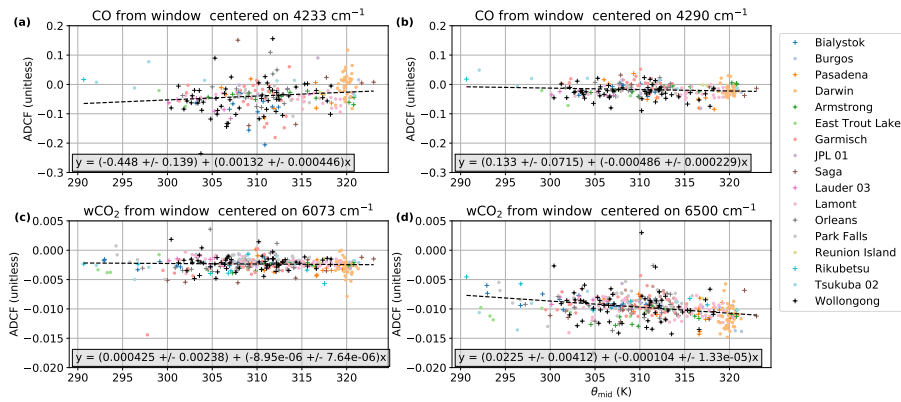 (a) CO from window centered on 4233 cm⁻¹
ADCF (unitless)
0.2
0.1
0.0
−0.1
−0.2
−0.3
y = (-0.448 +/- 0.139) + (0.00132 +/- 0.000446)x
290 295 300 305 310 315 320
(b) CO from window centered on 4290 cm⁻¹
ADCF (unitless)
0.2
0.1
0.0
−0.1
−0.2
−0.3
y = (0.133 +/- 0.0715) + (-0.000486 +/- 0.000229)x
290 295 300 305 310 315 320
(c) wCO₂ from window centered on 6073 cm⁻¹
ADCF (unitless)
0.005
0.000
−0.005
−0.010
−0.015
−0.020
y = (0.000425 +/- 0.00238) + (-8.95e-06 +/- 7.64e-06)x
290 295 300 305 310 315 320
(d) wCO₂ from window centered on 6500 cm⁻¹
ADCF (unitless)
0.005
0.000
−0.005
−0.010
−0.015
−0.020
y = (0.0225 +/- 0.00412) + (-0.000104 +/- 1.33e-05)x
290 295 300 305 310 315 320
θmid (K)
Bialystok
Burgos
Pasadena
Darwin
Armstrong
East Trout Lake
Garmisch
JPL 01
Saga
Lauder 03
Lamont
Orleans
Park Falls
Reunion Island
Rikubetsu
Tsukuba 02
Wollongong